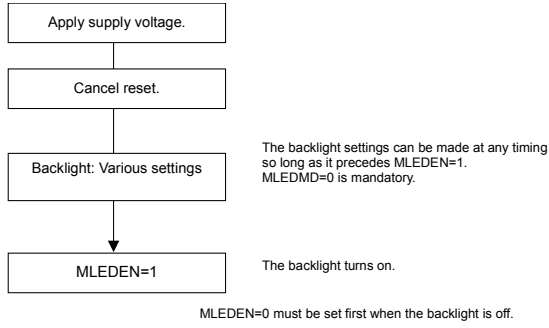 Apply supply voltage.
Cancel reset.
Backlight: Various settings
The backlight settings can be made at any timing
so long as it precedes MLEDEN=1.
MLEDMD=0 is mandatory.
MLEDEN=1
The backlight turns on.
MLEDEN=0 must be set first when the backlight is off.